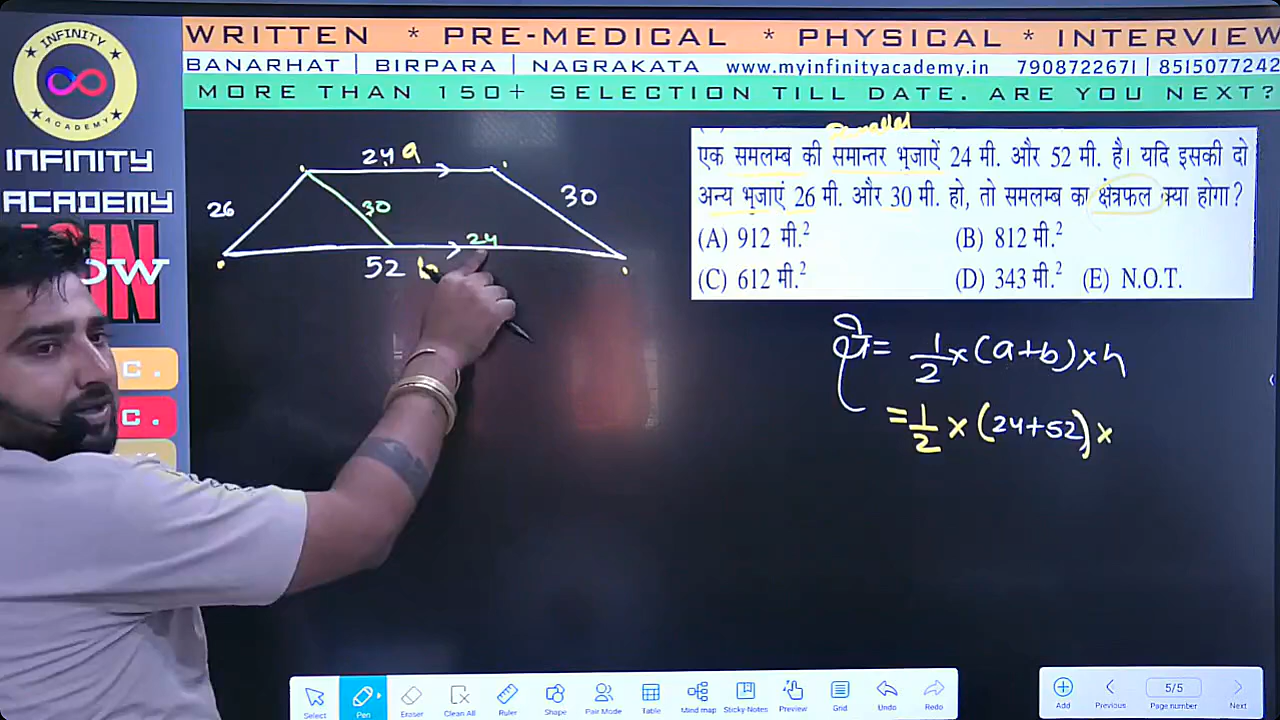 INFINITY
ACADEMY
WRITTEN * PRE-MEDICAL * PHYSICAL * INTERVIEW
BANARHAT | BIRPARA | NAGRAKATA www.myinfinityacademy.in 7908722671 | 8515077242
MORE THAN 150+ SELECTION TILL DATE. ARE YOU NEXT?
INFINITY
ACADEMY
JOIN
NOW
C.
C.
24 a
26
30
30
24
52 b
Parallel
एक समलम्ब की समान्तर भुजाऐं 24 मी. और 52 मी. है। यदि इसकी दो
अन्य भुजाएं 26 मी. और 30 मी. हो, तो समलम्ब का क्षेत्रफल क्या होगा?
(A) 912 मी.² (B) 812 मी.²
(C) 612 मी.² (D) 343 मी.² (E) N.O.T.
क्षे = 1/2 × (a+b) × h
= 1/2 × (24+52) ×
Select Pen Eraser Clean All Ruler Shape Pair Mode Table Mind map Sticky-Notes Preview Grid Undo Redo
Add Previous 5/5 Page number Next